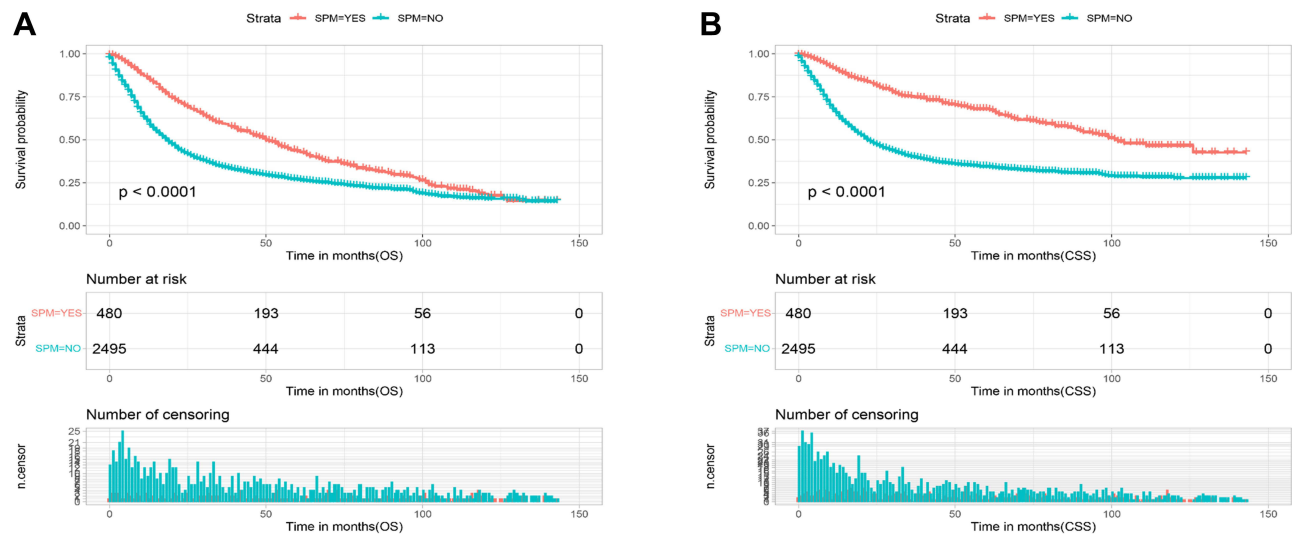 A
Strata SPM=YES SPM=NO
Survival probability
1.00
0.75
0.50
0.25
0.00
p < 0.0001
0 50 100 150
Time in months(OS)
Number at risk
Strata
SPM=YES 480 193 56 0
SPM=NO 2495 444 113 0
0 50 100 150
Time in months(OS)
Number of censoring
n.censor
25
21
0 50 100 150
Time in months(OS)
B
Strata SPM=YES SPM=NO
Survival probability
1.00
0.75
0.50
0.25
0.00
p < 0.0001
0 50 100 150
Time in months(CSS)
Number at risk
Strata
SPM=YES 480 193 56 0
SPM=NO 2495 444 113 0
0 50 100 150
Time in months(CSS)
Number of censoring
n.censor
0 50 100 150
Time in months(CSS)